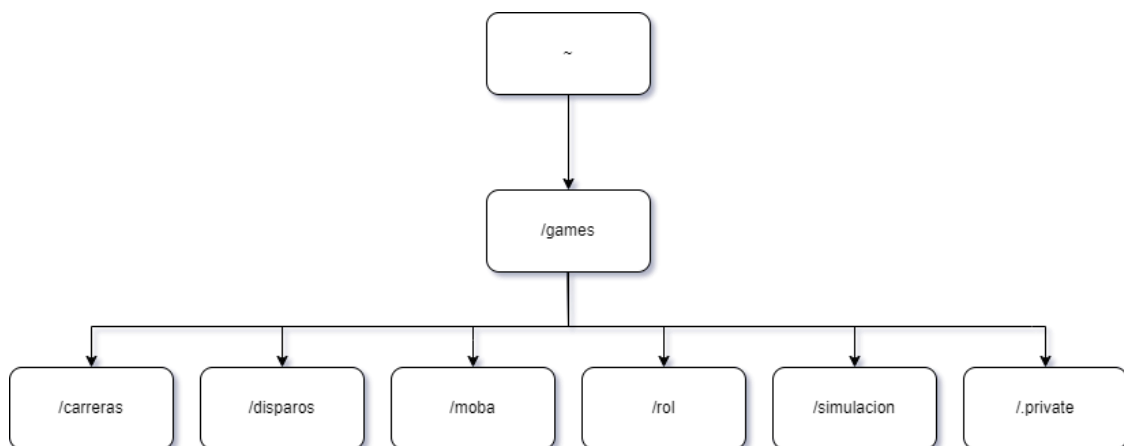 ~
/games
/carreras
/disparos
/moba
/rol
/simulacion
/.private